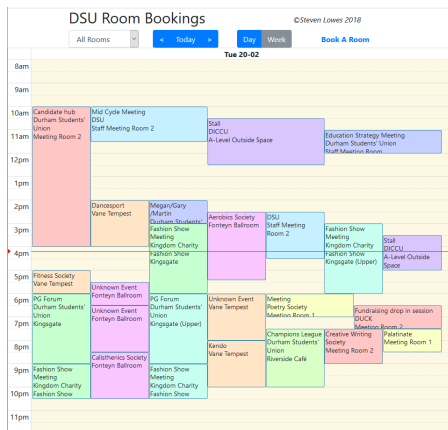 DSU Room Bookings
©Steven Lowes 2018
All Rooms
< Today >
Day Week
Book A Room
Tue 20-02
8am
9am
10am
11am
12pm
1pm
2pm
3pm
4pm
5pm
6pm
7pm
8pm
9pm
10pm
11pm
Candidate hub
Durham Students'
Union
Meeting Room 2
Mid Cycle Meeting
DSU
Staff Meeting Room 2
Stall
DICCU
A-Level Outside Space
Education Strategy Meeting
Durham Students' Union
Staff Meeting Room
Dancesport
Vane Tempest
Megan/Gary
/Martin
Durham Students'
Fashion Show
Meeting
Kingdom Charity
Fashion Show
Kingsgate
Aerobics Society
Fonteyn Ballroom
DSU
Staff Meeting
Room 2
Fashion Show
Meeting
Kingdom Charity
Fashion Show
Kingsgate (Upper)
Stall
DICCU
A-Level Outside
Space
Fitness Society
Vane Tempest
Unknown Event
Fonteyn Ballroom
PG Forum
Durham Students'
Union
Kingsgate
Unknown Event
Fonteyn Ballroom
PG Forum
Durham Students'
Union
Kingsgate (Upper)
Unknown Event
Vane Tempest
Meeting
Poetry Society
Meeting Room 1
Fundraising drop in session
DUCK
Meeting Room 2
Champions League
Durham Students'
Union
Riverside Café
Creative Writing
Society
Meeting Room 2
Palatinate
Meeting Room 1
Kendo
Vane Tempest
Calisthenics Society
Fonteyn Ballroom
Fashion Show
Meeting
Kingdom Charity
Fashion Show
Fashion Show
Meeting
Kingdom Charity
Fashion Show